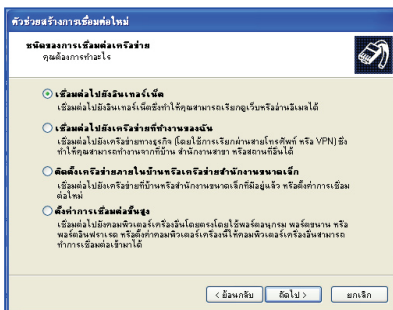 ตัวช่วยสร้างการเชื่อมต่อใหม่
ชนิดของการเชื่อมต่อเครือข่าย
คุณต้องการทำอะไร
เชื่อมต่อไปยังอินเทอร์เน็ต
เชื่อมต่อไปยังอินเทอร์เน็ตซึ่งทำให้คุณสามารถเรียกดูเว็บหรืออ่านอีเมลได้
เชื่อมต่อไปยังเครือข่ายที่ทำงานของฉัน
เชื่อมต่อไปยังเครือข่ายทางธุรกิจ (โดยใช้การเรียกผ่านสายโทรศัพท์ หรือ VPN) ซึ่ง
ทำให้คุณสามารถทำงานจากที่บ้าน สำนักงานสาขา หรือสถานที่อื่นได้
ติดตั้งเครือข่ายภายในบ้านหรือเครือข่ายสำนักงานขนาดเล็ก
เชื่อมต่อไปยังเครือข่ายที่บ้านหรือสำนักงานขนาดเล็กที่มีอยู่แล้ว หรือตั้งค่าการเชื่อม
ต่อใหม่
ตั้งค่าการเชื่อมต่อขั้นสูง
เชื่อมต่อไปยังคอมพิวเตอร์เครื่องอื่นโดยตรงโดยใช้พอร์ตอนุกรม พอร์ตขนาน หรือ
พอร์ตอินฟราเรด หรือตั้งค่าคอมพิวเตอร์เครื่องนี้ให้คอมพิวเตอร์เครื่องอื่นสามารถ
ทำการเชื่อมต่อเข้ามาได้
< ย้อนกลับ ถัดไป > ยกเลิก